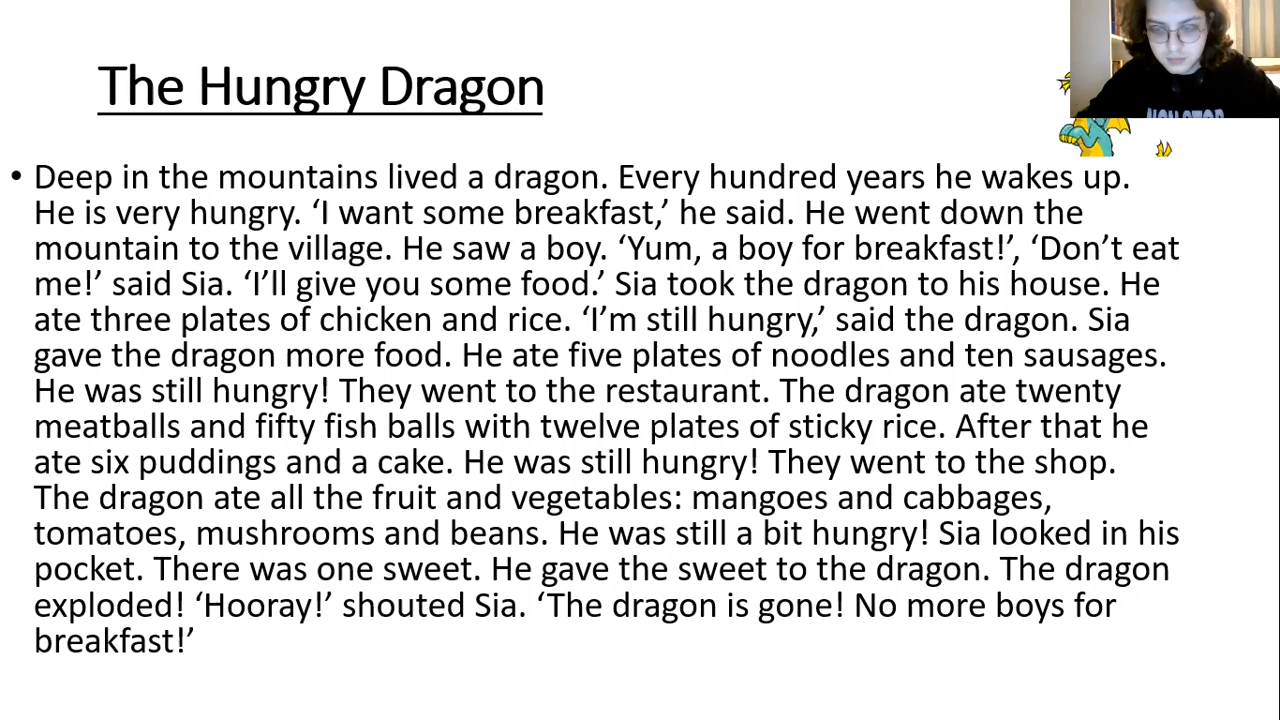 The Hungry Dragon
• Deep in the mountains lived a dragon. Every hundred years he wakes up.
He is very hungry. ‘I want some breakfast,’ he said. He went down the
mountain to the village. He saw a boy. ‘Yum, a boy for breakfast!’, ‘Don’t eat
me!’ said Sia. ‘I’ll give you some food.’ Sia took the dragon to his house. He
ate three plates of chicken and rice. ‘I’m still hungry,’ said the dragon. Sia
gave the dragon more food. He ate five plates of noodles and ten sausages.
He was still hungry! They went to the restaurant. The dragon ate twenty
meatballs and fifty fish balls with twelve plates of sticky rice. After that he
ate six puddings and a cake. He was still hungry! They went to the shop.
The dragon ate all the fruit and vegetables: mangoes and cabbages,
tomatoes, mushrooms and beans. He was still a bit hungry! Sia looked in his
pocket. There was one sweet. He gave the sweet to the dragon. The dragon
exploded! ‘Hooray!’ shouted Sia. ‘The dragon is gone! No more boys for
breakfast!’